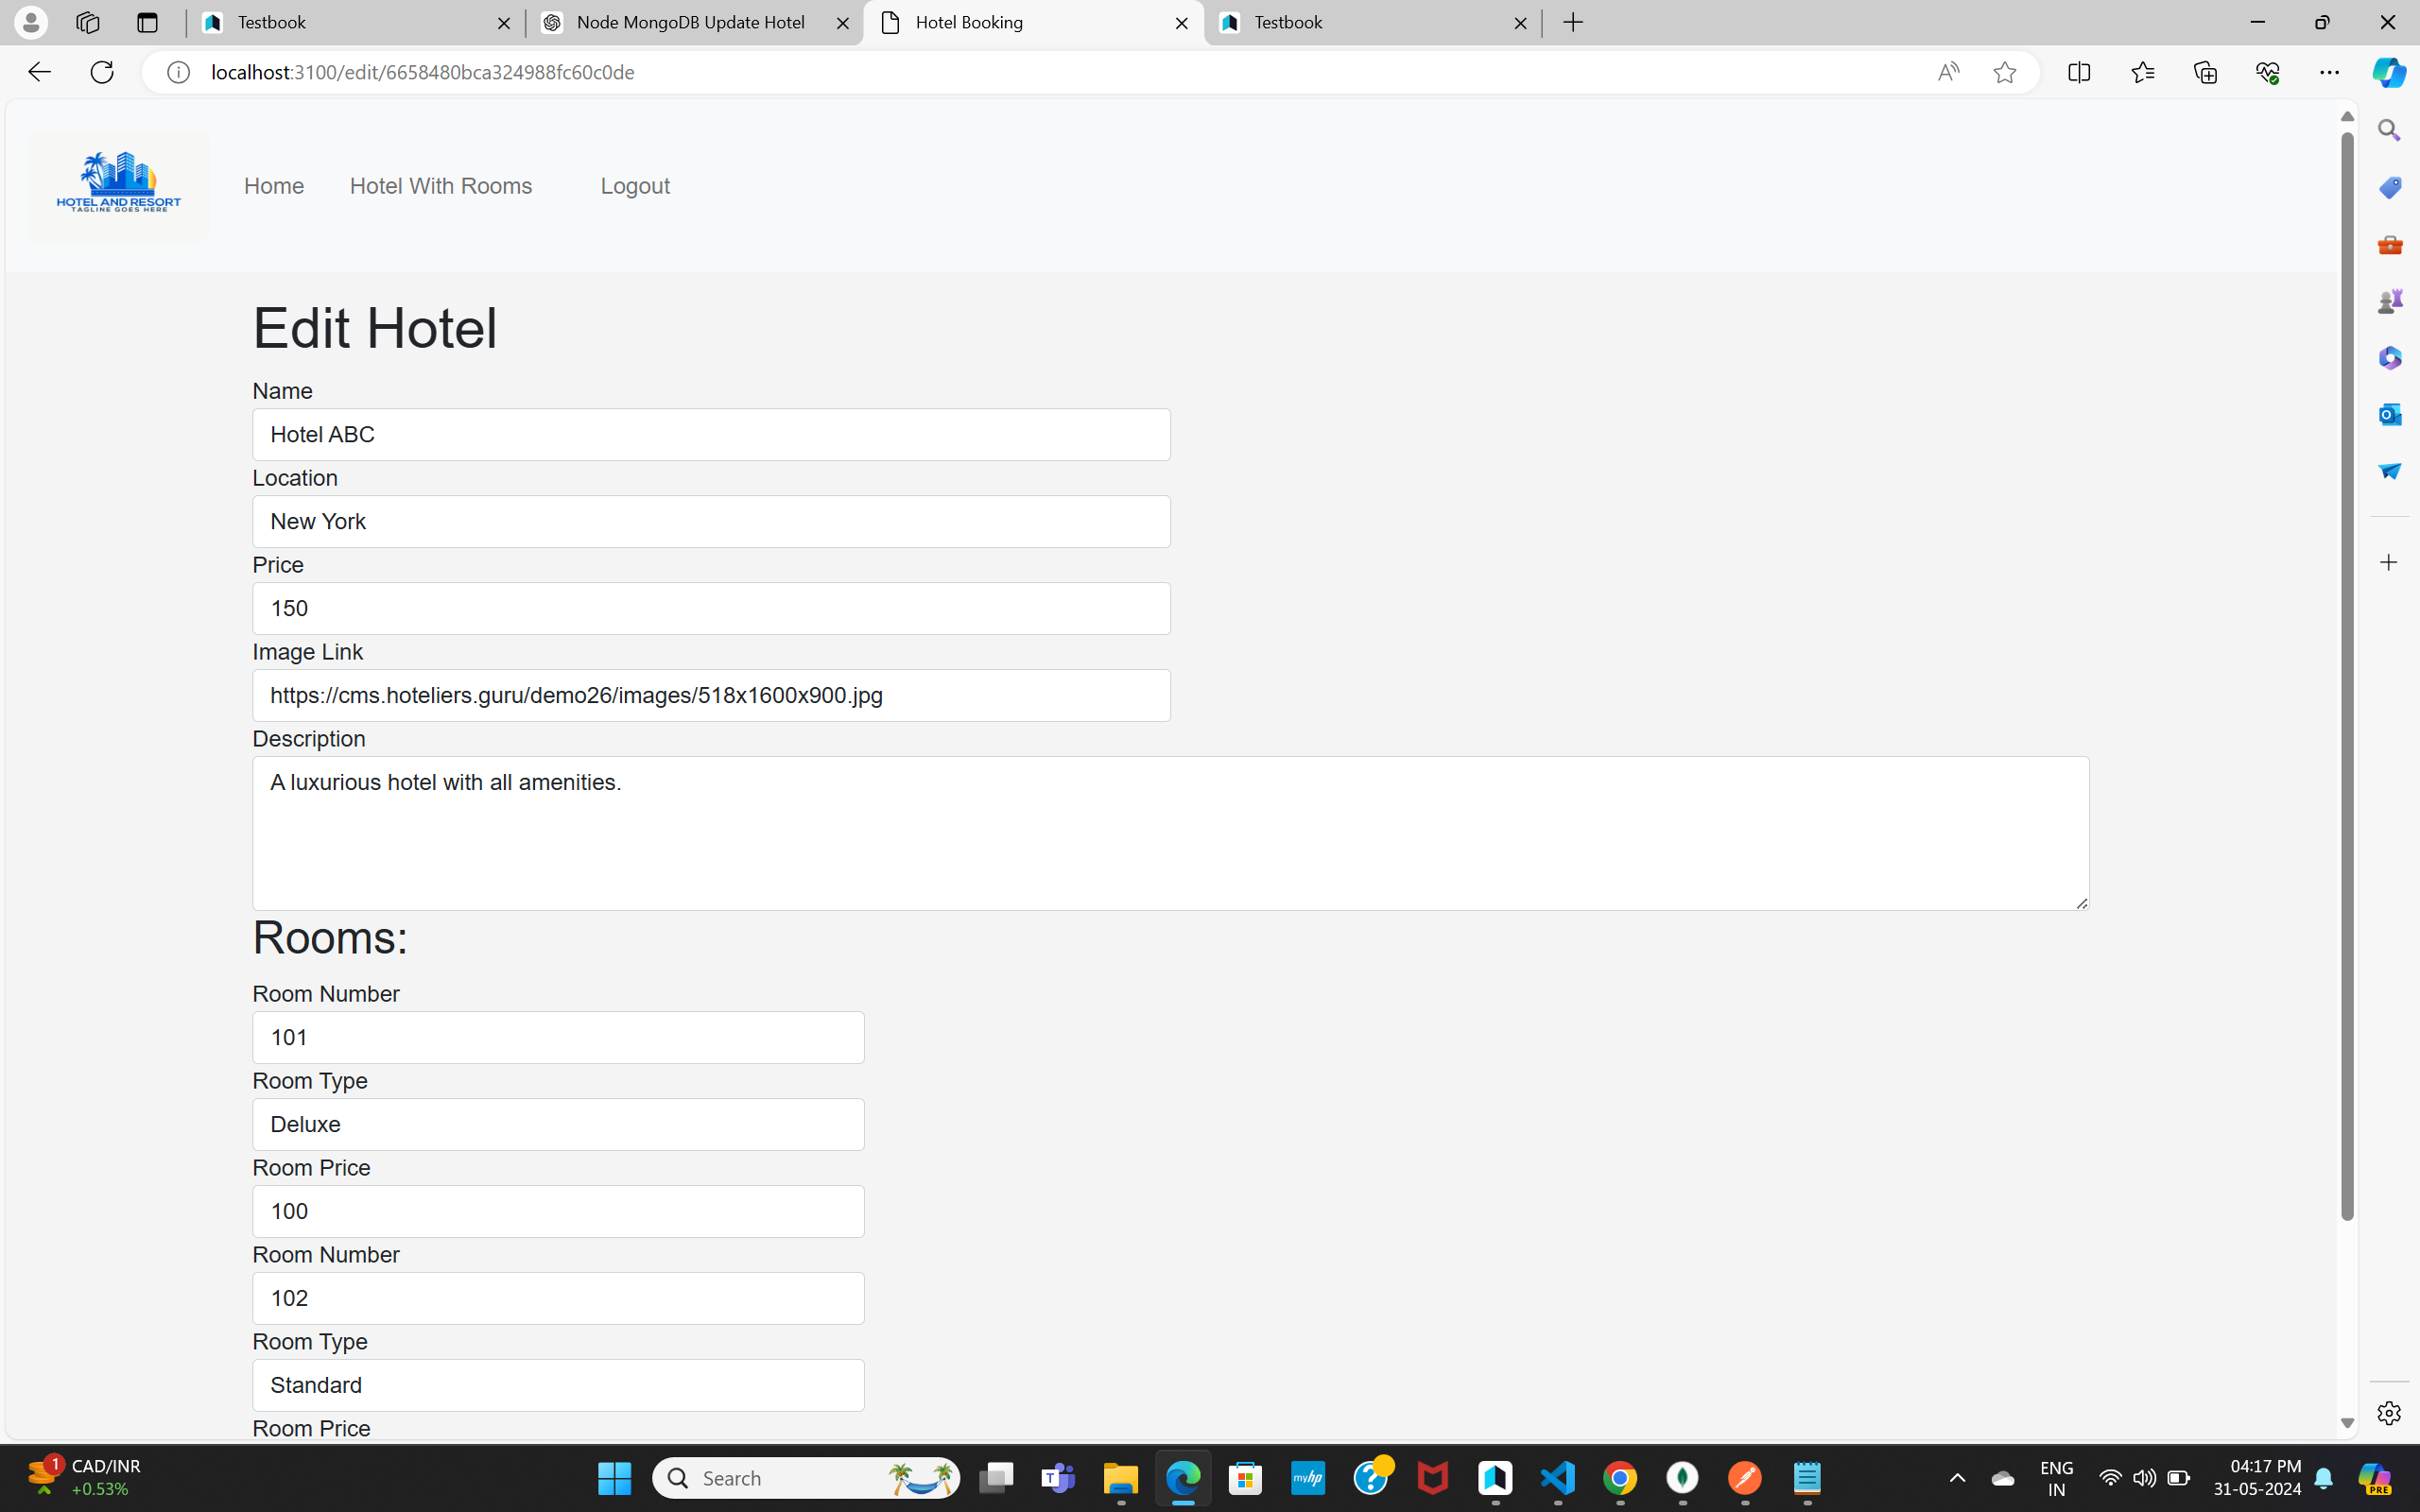 Testbook
Node MongoDB Update Hotel
Hotel Booking
Testbook
localhost:3100/edit/6658480bca324988fc60c0de
HOTEL AND RESORT
TAGLINE GOES HERE
Home
Hotel With Rooms
Logout
Edit Hotel
Name
Hotel ABC
Location
New York
Price
150
Image Link
https://cms.hoteliers.guru/demo26/images/518x1600x900.jpg
Description
A luxurious hotel with all amenities.
Rooms:
Room Number
101
Room Type
Deluxe
Room Price
100
Room Number
102
Room Type
Standard
Room Price
1
CAD/INR
+0.53%
Search
myhp
ENG
IN
04:17 PM
31-05-2024
PRE